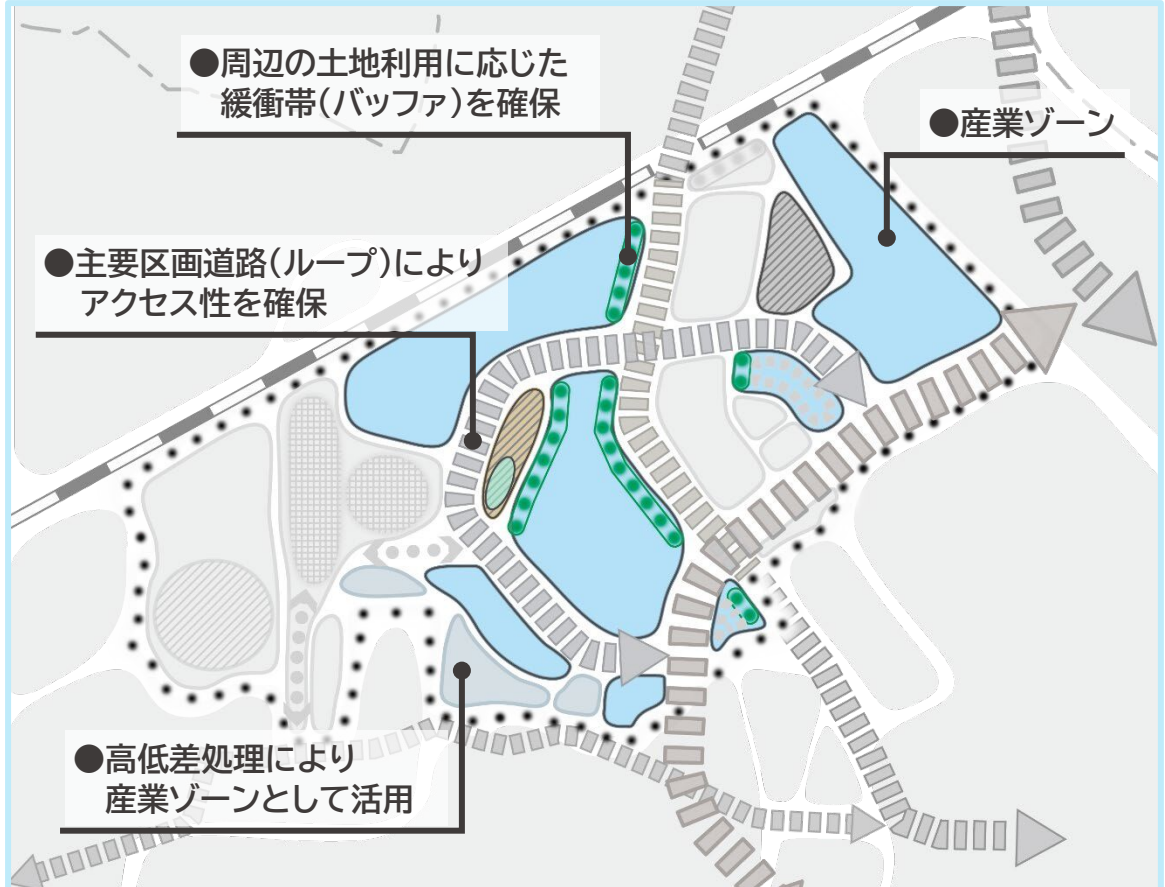 ●周辺の土地利用に応じた
緩衝帯(バッファ)を確保
●産業ゾーン
●主要区画道路(ループ)により
アクセス性を確保
●高低差処理により
産業ゾーンとして活用